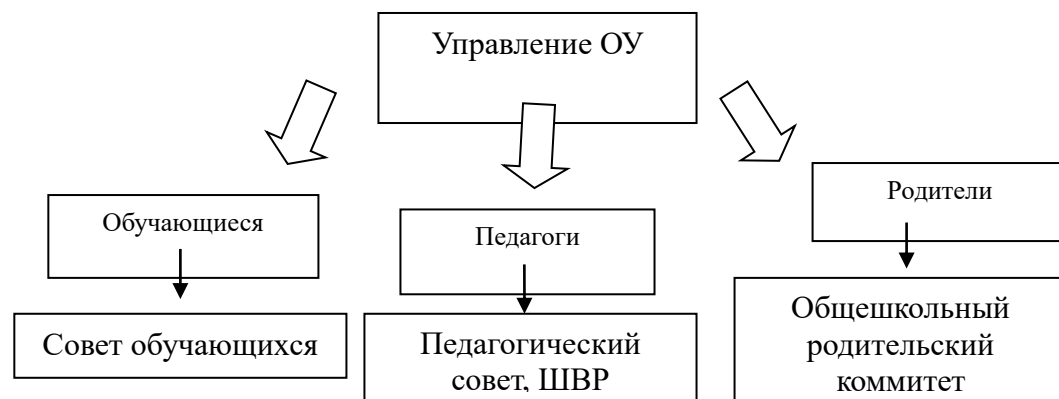 Управление ОУ
Обучающиеся
Педагоги
Родители
Совет обучающихся
Педагогический
совет, ШВР
Общешкольный
родительский
коммитет